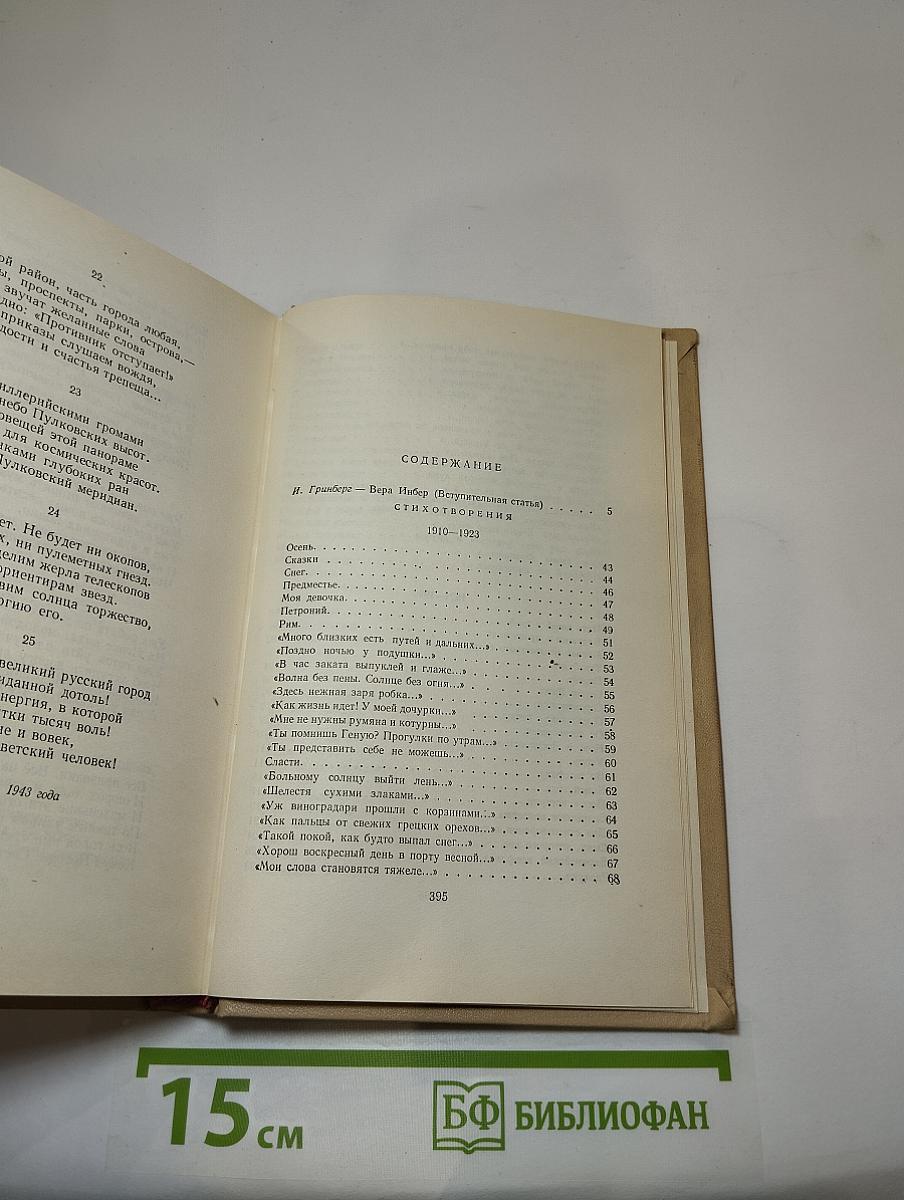 22
ой район, часть города любая,
ы, проспекты, парки, острова,—
звучат желанные слова
дно: «Противник отступает!»
приказы слушаем вождя,
дости и счастья трепеща...
23
иллерийскими громами
небо Пулковских высот.
овещей этой панораме
для космических красот.
иками глубоких ран
Пулковский меридиан.
24
ет. Не будет ни окопов,
х, ни пулеметных гнезд.
делим жерла телескопов
ориентирам звезд.
вим солнца торжество,
ргию его.
25
великий русский город
иданной дотоль!
нергия, в которой
тки тысяч воль!
не и вовек,
ветский человек!
1943 года
СОДЕРЖАНИЕ
И. Гринберг — Вера Инбер (Вступительная статья) . . . . . 5
СТИХОТВОРЕНИЯ
1910—1923
Осень. . . . . 43
Сказки . . . . . 44
Снег. . . . . 46
Предместье. . . . . 47
Моя девочка. . . . . 48
Петроний. . . . . 49
Рим. . . . . 51
«Много близких есть путей и дальних...» . . . . . 52
«Поздно ночью у подушки...» . . . . . 53
«В час заката выпуклей и глаже...» . . . . . 54
«Волна без пены. Солнце без огня...» . . . . . 55
«Здесь нежная заря робка...» . . . . . 56
«Как жизнь идет! У моей дочурки...» . . . . . 57
«Мне не нужны румяна и котурны...» . . . . . 58
«Ты помнишь Геную? Прогулки по утрам...» . . . . . 59
«Ты представить себе не можешь...» . . . . . 60
Сласти. . . . . 61
«Больному солнцу выйти лень...» . . . . . 62
«Шелестя сухими злаками...» . . . . . 63
«Уж виноградари прошли с корзинами...» . . . . . 64
«Как пальцы от свежих грецких орехов...» . . . . . 65
«Такой покой, как будто выпал снег...» . . . . . 66
«Хорош воскресный день в порту весной...» . . . . . 67
«Мои слова становятся тяжеле...» . . . . . 68
395
15 см
БФ БИБЛИОФАН